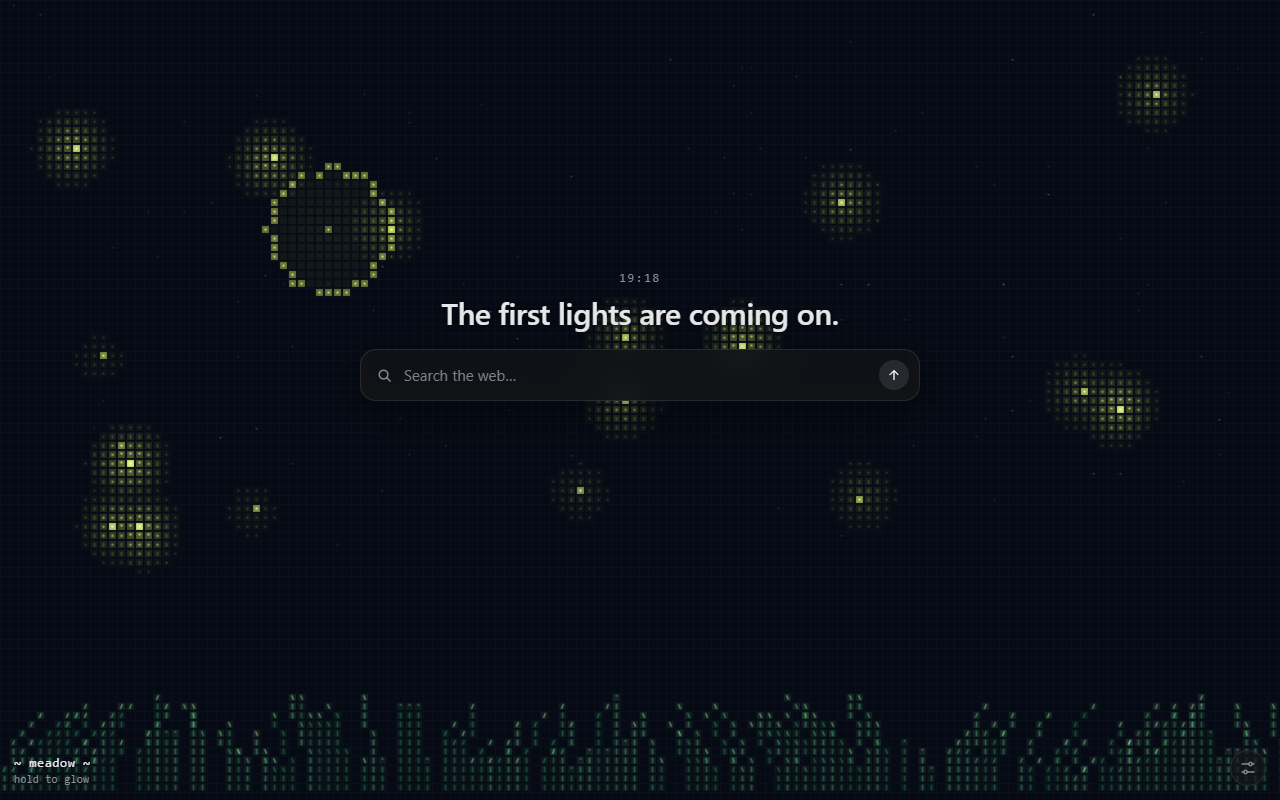 19:18
The first lights are coming on.
Search the web...
~ meadow ~
hold to glow